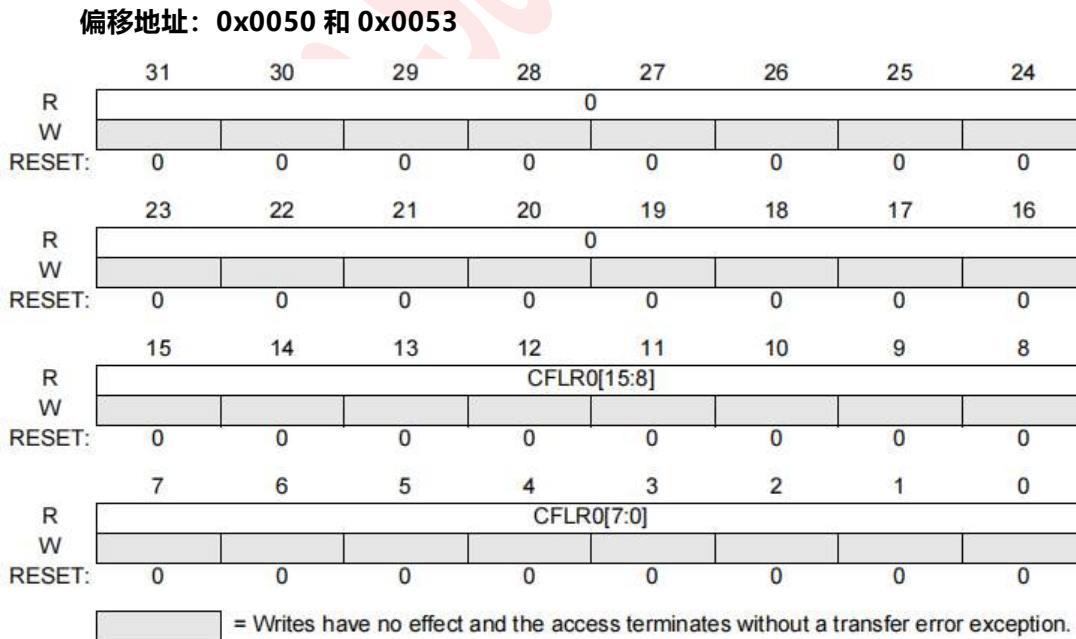 偏移地址：0x0050 和 0x0053
31 30 29 28 27 26 25 24
R 0
W
RESET: 0 0 0 0 0 0 0 0
23 22 21 20 19 18 17 16
R 0
W
RESET: 0 0 0 0 0 0 0 0
15 14 13 12 11 10 9 8
R CFLR0[15:8]
W
RESET: 0 0 0 0 0 0 0 0
7 6 5 4 3 2 1 0
R CFLR0[7:0]
W
RESET: 0 0 0 0 0 0 0 0
= Writes have no effect and the access terminates without a transfer error exception.